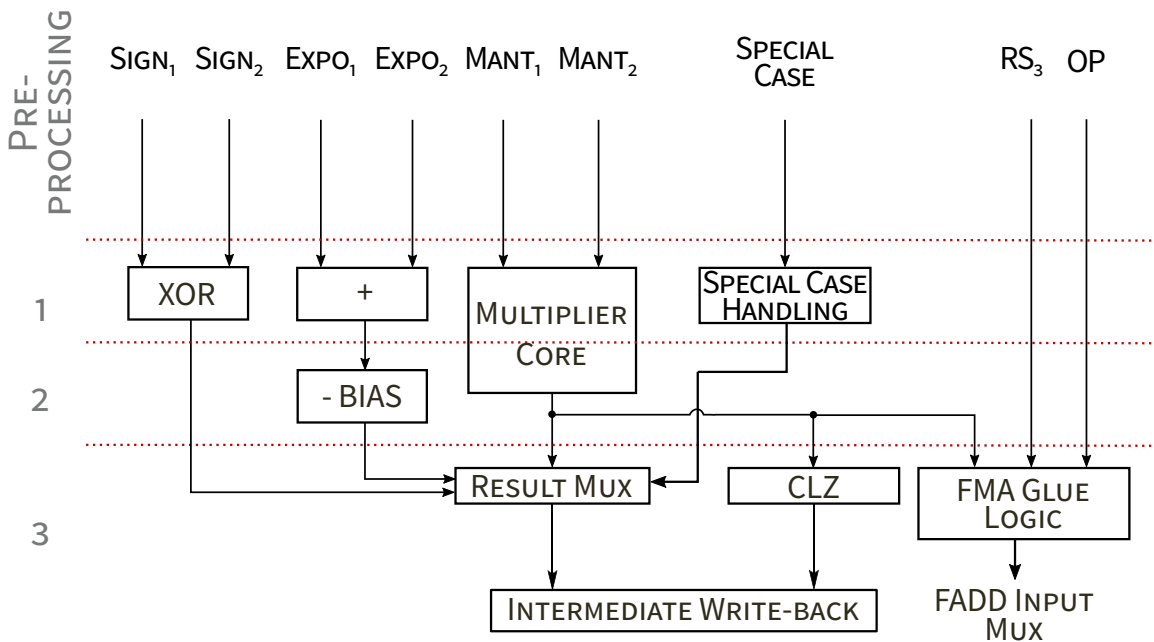 PRE-
PROCESSING
SIGN₁ SIGN₂ EXPO₁ EXPO₂ MANT₁ MANT₂
SPECIAL
CASE
RS₃ OP
1
XOR
+
MULTIPLIER
CORE
SPECIAL CASE
HANDLING
2
- BIAS
3
RESULT MUX
CLZ
FMA GLUE
LOGIC
INTERMEDIATE WRITE-BACK
FADD INPUT
MUX